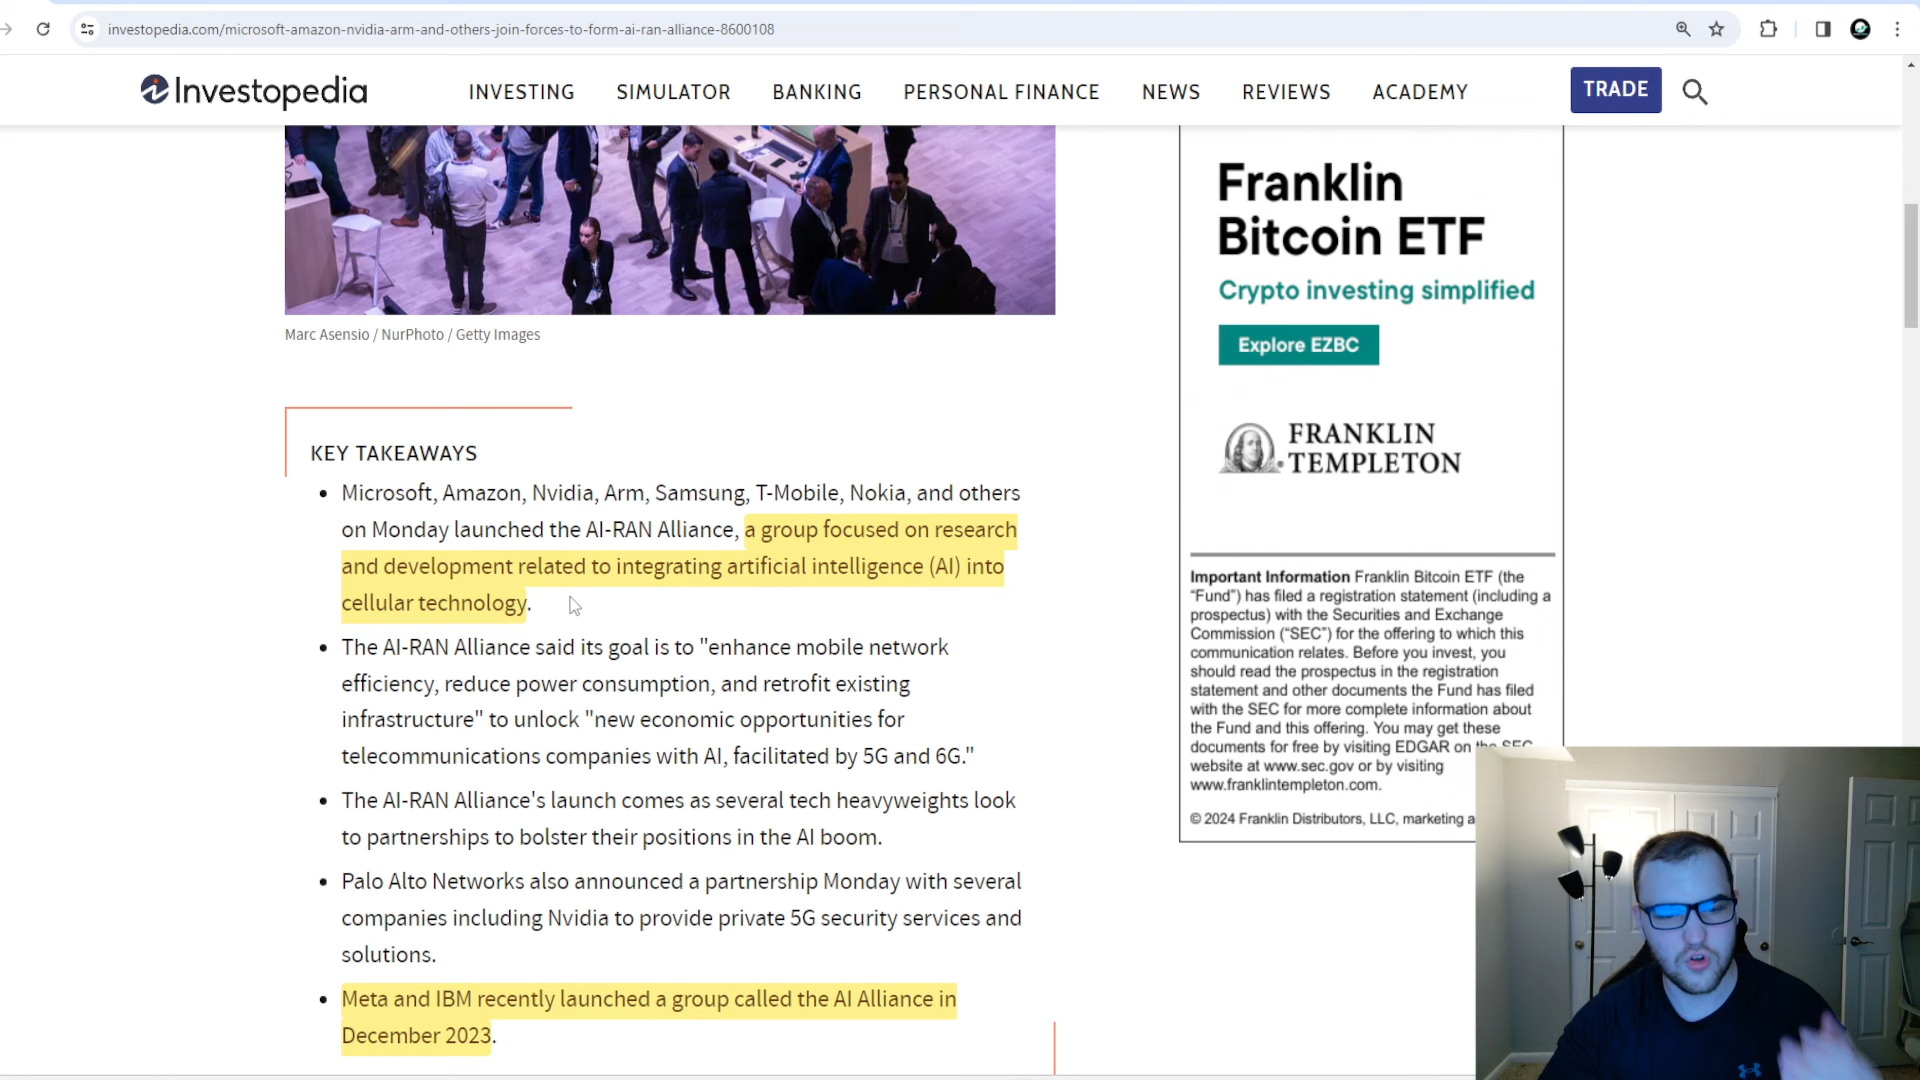 investopedia.com/microsoft-amazon-nvidia-arm-and-others-join-forces-to-form-ai-ran-alliance-8600108
Investopedia
INVESTING
SIMULATOR
BANKING
PERSONAL FINANCE
NEWS
REVIEWS
ACADEMY
TRADE
Marc Asensio / NurPhoto / Getty Images
KEY TAKEAWAYS
• Microsoft, Amazon, Nvidia, Arm, Samsung, T-Mobile, Nokia, and others
on Monday launched the AI-RAN Alliance, a group focused on research
and development related to integrating artificial intelligence (AI) into
cellular technology.
• The AI-RAN Alliance said its goal is to "enhance mobile network
efficiency, reduce power consumption, and retrofit existing
infrastructure" to unlock "new economic opportunities for
telecommunications companies with AI, facilitated by 5G and 6G."
• The AI-RAN Alliance's launch comes as several tech heavyweights look
to partnerships to bolster their positions in the AI boom.
• Palo Alto Networks also announced a partnership Monday with several
companies including Nvidia to provide private 5G security services and
solutions.
• Meta and IBM recently launched a group called the AI Alliance in
December 2023.
Franklin
Bitcoin ETF
Crypto investing simplified
Explore EZBC
FRANKLIN
TEMPLETON
Important Information Franklin Bitcoin ETF (the
“Fund”) has filed a registration statement (including a
prospectus) with the Securities and Exchange
Commission (“SEC”) for the offering to which this
communication relates. Before you invest, you
should read the prospectus in the registration
statement and other documents the Fund has filed
with the SEC for more complete information about
the Fund and this offering. You may get these
documents for free by visiting EDGAR on the SEC
website at www.sec.gov or by visiting
www.franklintempleton.com.
© 2024 Franklin Distributors, LLC, marketing a